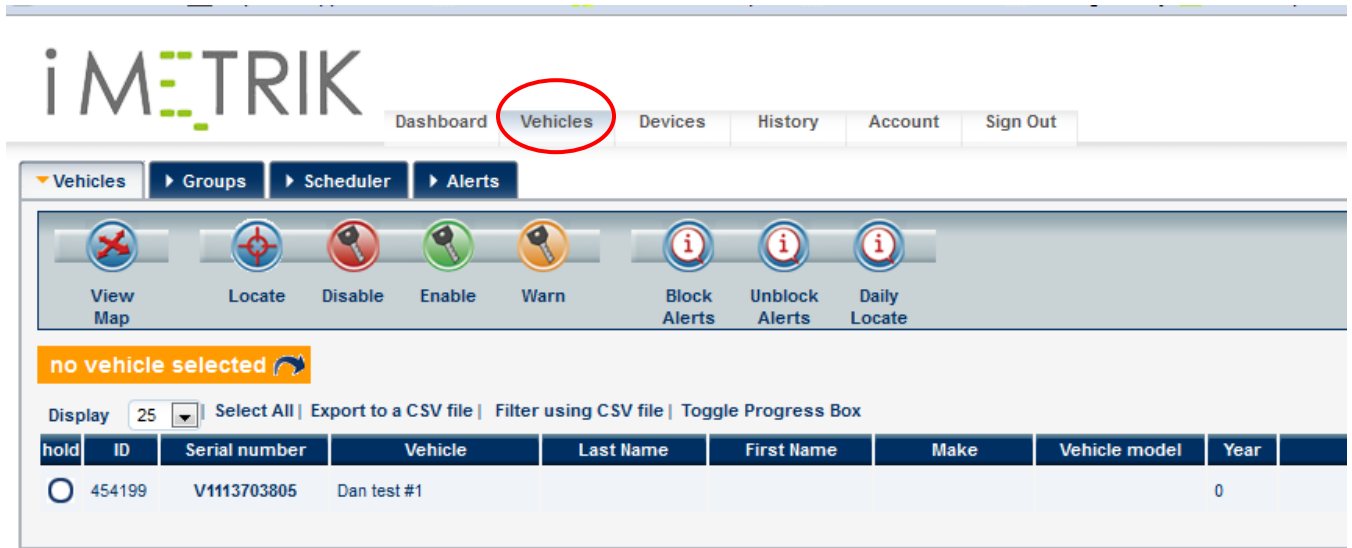 iMETRIK
Dashboard Vehicles Devices History Account Sign Out
Vehicles Groups Scheduler Alerts
View Map Locate Disable Enable Warn Block Alerts Unblock Alerts Daily Locate
no vehicle selected
Display 25 | Select All | Export to a CSV file | Filter using CSV file | Toggle Progress Box
hold ID Serial number Vehicle Last Name First Name Make Vehicle model Year
454199 V1113703805 Dan test #1 0